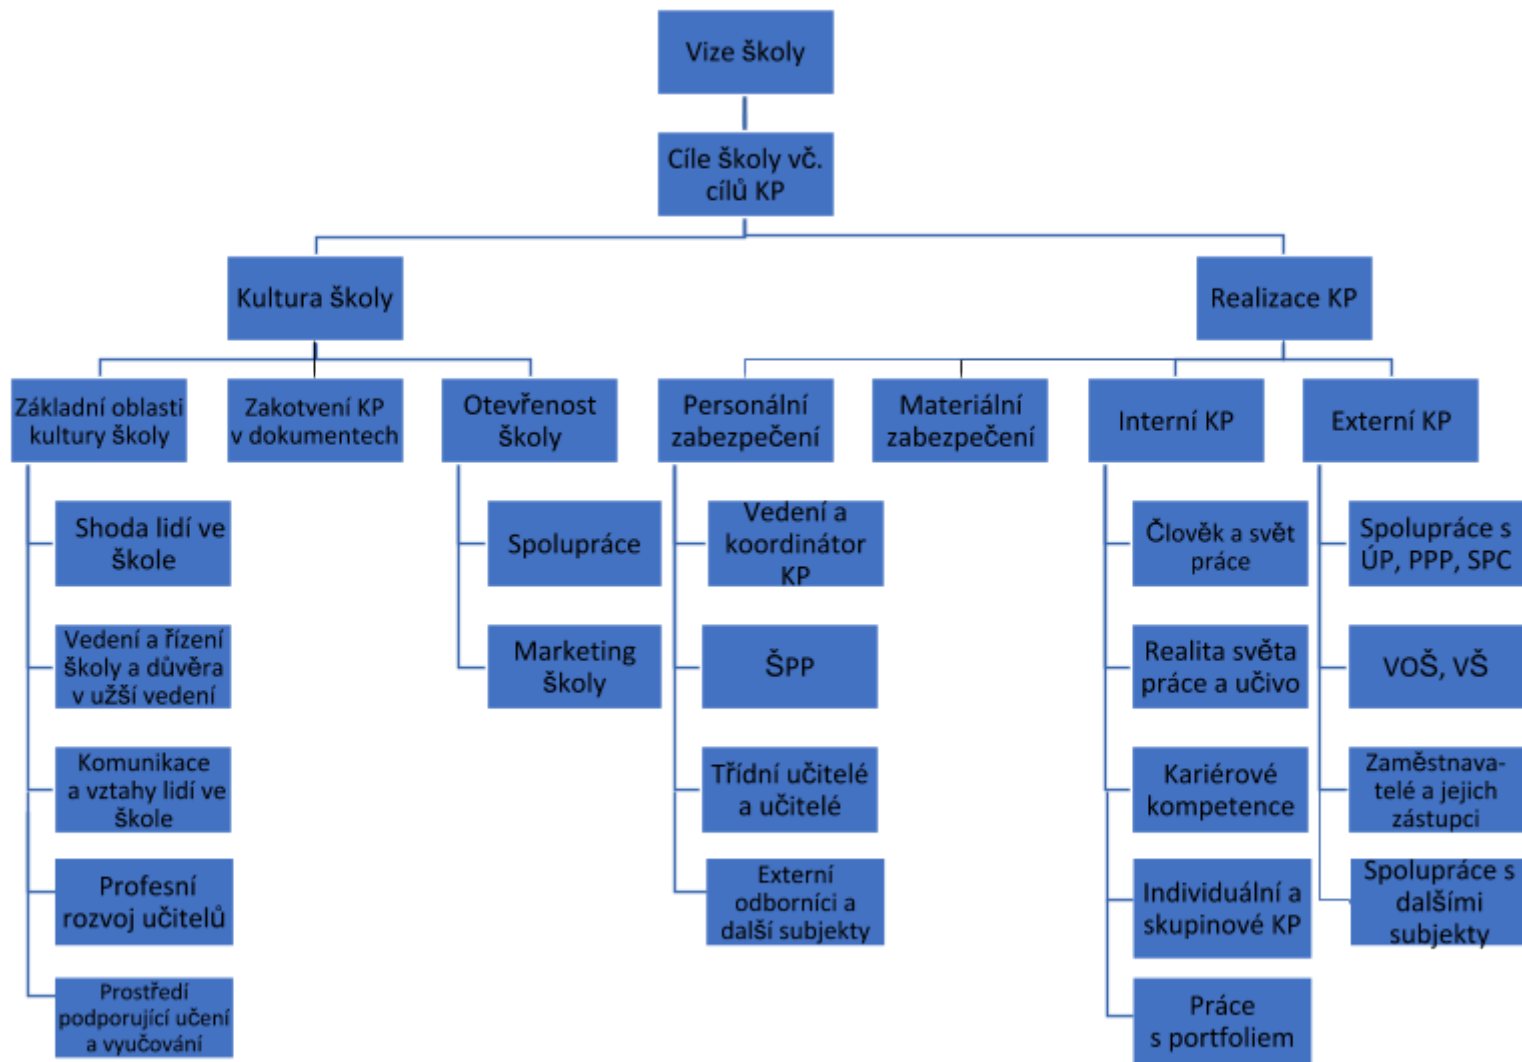 Vize školy
Cíle školy vč.
cílů KP
Kultura školy
Realizace KP
Základní oblasti
kultury školy
Zakotvení KP
v dokumentech
Otevřenost
školy
Personální
zabezpečení
Materiální
zabezpečení
Interní KP
Externí KP
Shoda lidí ve
škole
Vedení a řízení
školy a důvěra
v užší vedení
Komunikace
a vztahy lidí ve
škole
Profesní
rozvoj učitelů
Prostředí
podporující učení
a vyučování
Spolupráce
Marketing
školy
Vedení a
koordinátor
KP
ŠPP
Třídní učitelé
a učitelé
Externí
odborníci a
další subjekty
Člověk a svět
práce
Realita světa
práce a učivo
Kariérové
kompetence
Individuální a
skupinové KP
Práce
s portfoliem
Spolupráce s
ÚP, PPP, SPC
VOŠ, VŠ
Zaměstnava-
telé a jejich
zástupci
Spolupráce s
dalšími
subjekty